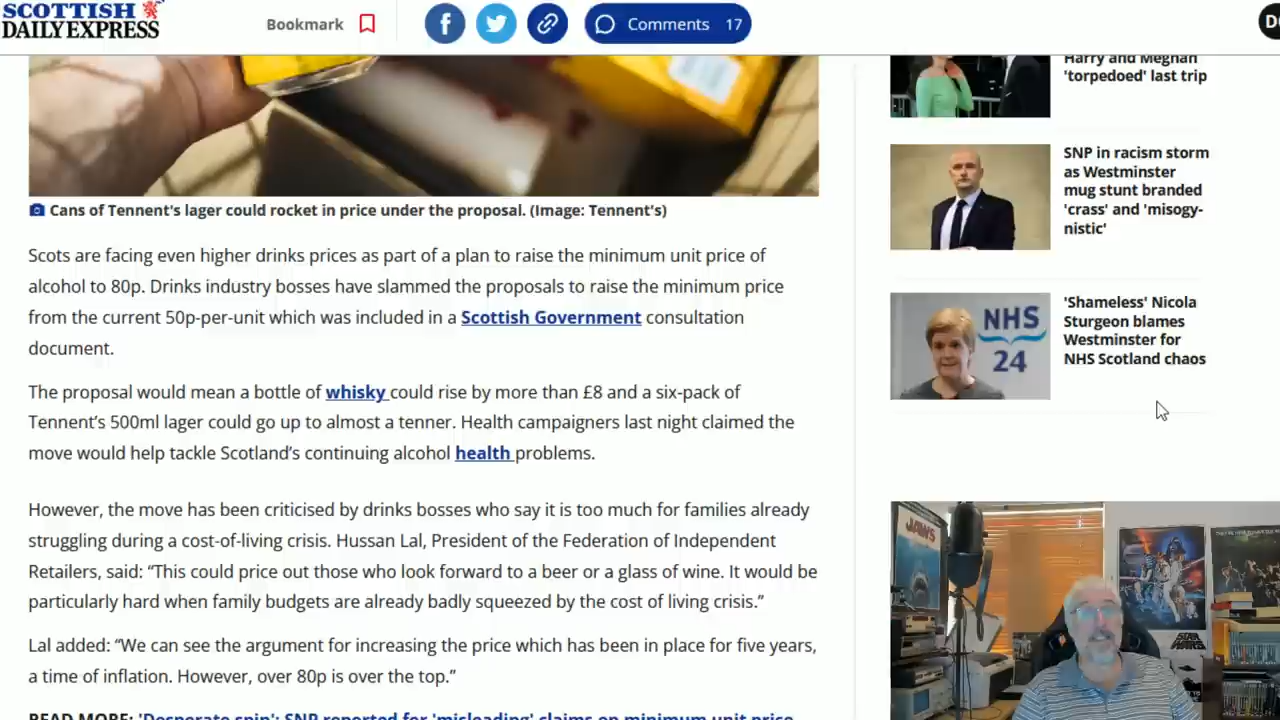 SCOTTISH
DAILY EXPRESS
Bookmark
Comments 17
Cans of Tennent's lager could rocket in price under the proposal. (Image: Tennent's)
Scots are facing even higher drinks prices as part of a plan to raise the minimum unit price of
alcohol to 80p. Drinks industry bosses have slammed the proposals to raise the minimum price
from the current 50p-per-unit which was included in a Scottish Government consultation
document.
The proposal would mean a bottle of whisky could rise by more than £8 and a six-pack of
Tennent’s 500ml lager could go up to almost a tenner. Health campaigners last night claimed the
move would help tackle Scotland’s continuing alcohol health problems.
However, the move has been criticised by drinks bosses who say it is too much for families already
struggling during a cost-of-living crisis. Hussan Lal, President of the Federation of Independent
Retailers, said: “This could price out those who look forward to a beer or a glass of wine. It would be
particularly hard when family budgets are already badly squeezed by the cost of living crisis.”
Lal added: “We can see the argument for increasing the price which has been in place for five years,
a time of inflation. However, over 80p is over the top.”
READ MORE: 'Desperate spin': SNP reported for 'misleading' claims on minimum unit price
Harry and Meghan
'torpedoed' last trip
SNP in racism storm
as Westminster
mug stunt branded
'crass' and 'misogy-
nistic'
'Shameless' Nicola
Sturgeon blames
Westminster for
NHS Scotland chaos
NHS
24
JAWS
STAR
WARS